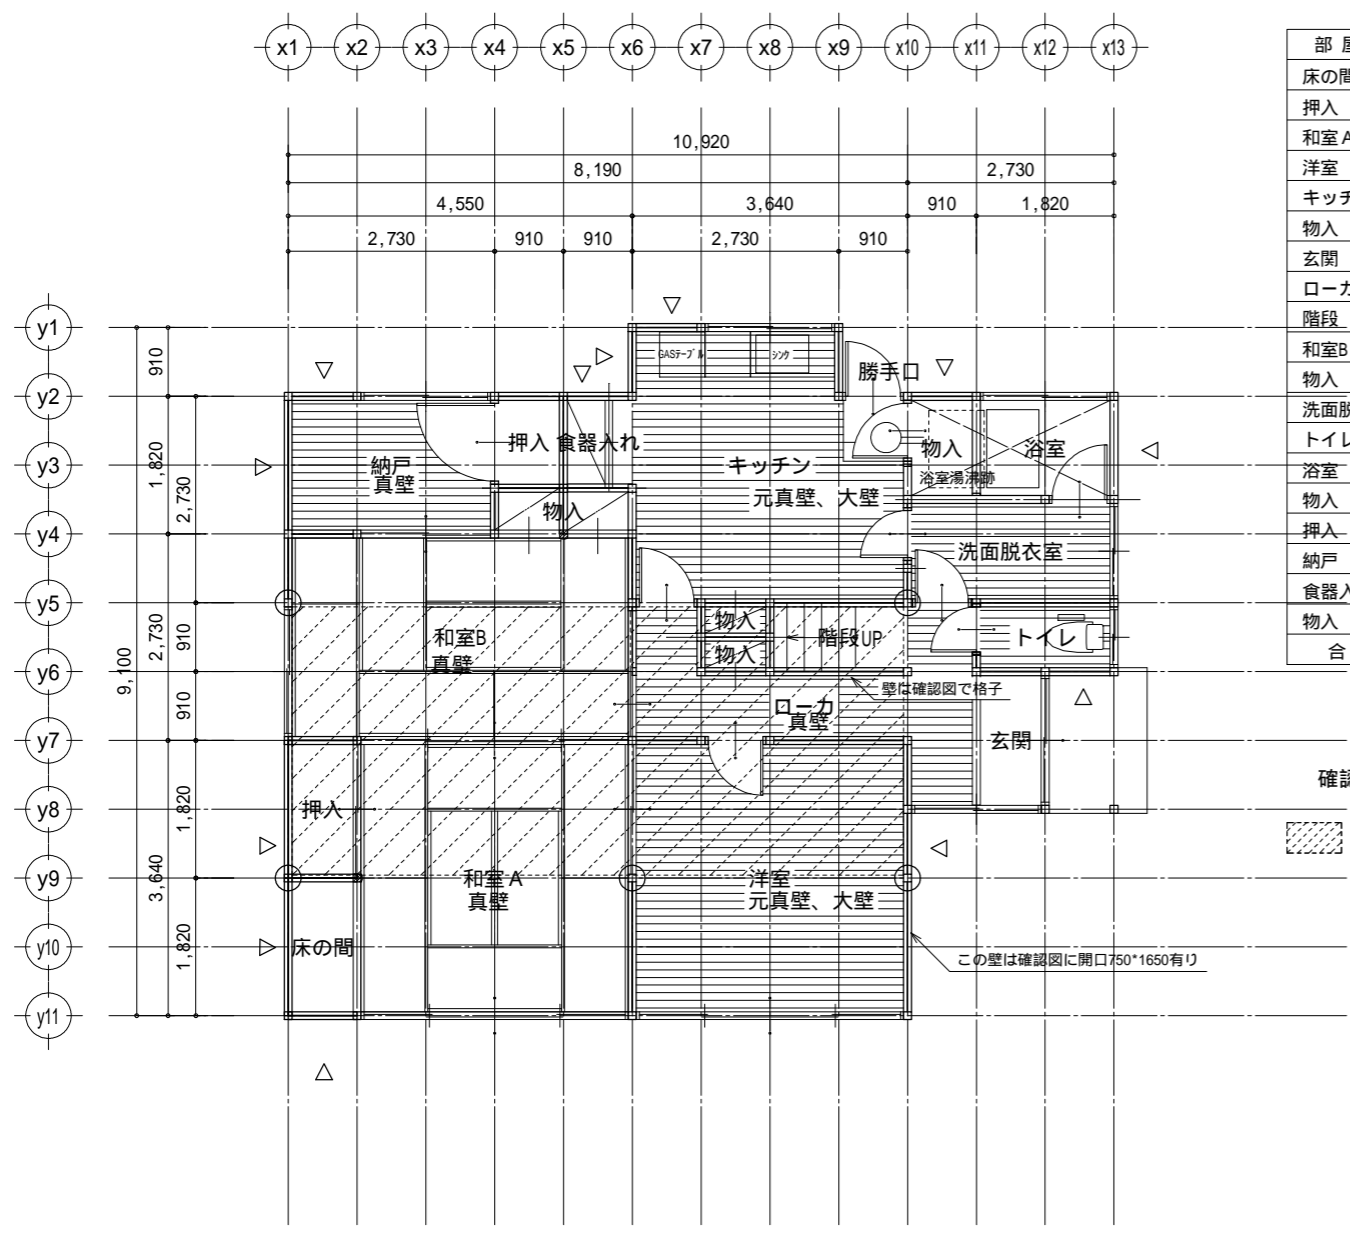 x1 x2 x3 x4 x5 x6 x7 x8 x9 x10 x11 x12 x13
10,920
8,190 2,730
4,550 3,640 910 1,820
2,730 910 910 2,730 910
y1
y2
y3
y4
y5
y6
y7
y8
y9
y10
y11
910
1,820
2,730
2,730
910
910
9,100
1,820
3,640
1,820
GASテーブル
シンク
勝手口
押入 食器入れ
納戸
真壁
キッチン
元真壁、大壁
物入
浴室
浴室湯沸跡
物入
洗面脱衣室
和室B
真壁
物入
物入
階段UP
トイレ
壁は確認図で格子
ローカ
真壁
玄関
押入
和室A
真壁
洋室
元真壁、大壁
床の間
この壁は確認図に開口750*1650有り
部
床の間
押入
和室A
洋室
キッチ
物入
玄関
ローカ
階段
和室B
物入
洗面脱
トイレ
浴室
物入
押入
納戸
食器入
物入
合
確認